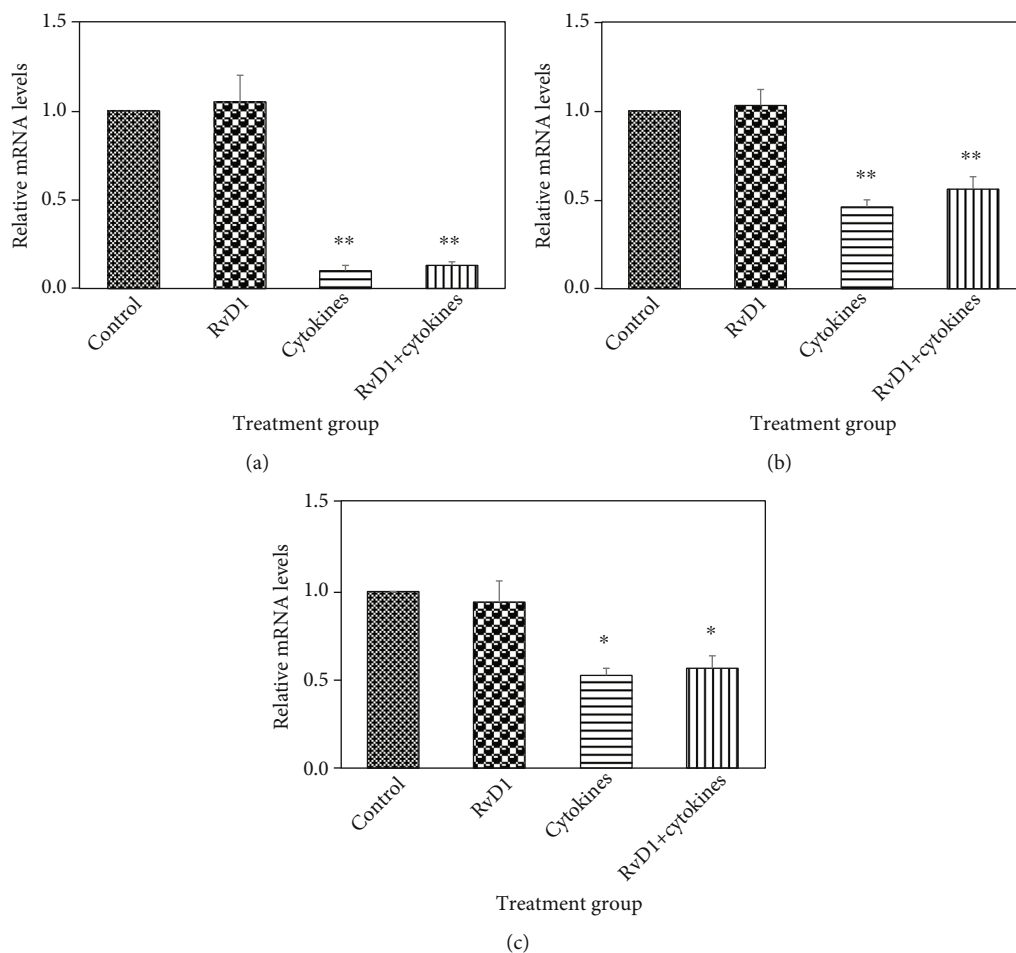 1.5
1.0
0.5
0.0
Relative mRNA levels
**
**
Control
RvD1
Cytokines
RvD1+cytokines
Treatment group
(a)
1.5
1.0
0.5
0.0
Relative mRNA levels
**
**
Control
RvD1
Cytokines
RvD1+cytokines
Treatment group
(b)
1.5
1.0
0.5
0.0
Relative mRNA levels
*
*
Control
RvD1
Cytokines
RvD1+cytokines
Treatment group
(c)